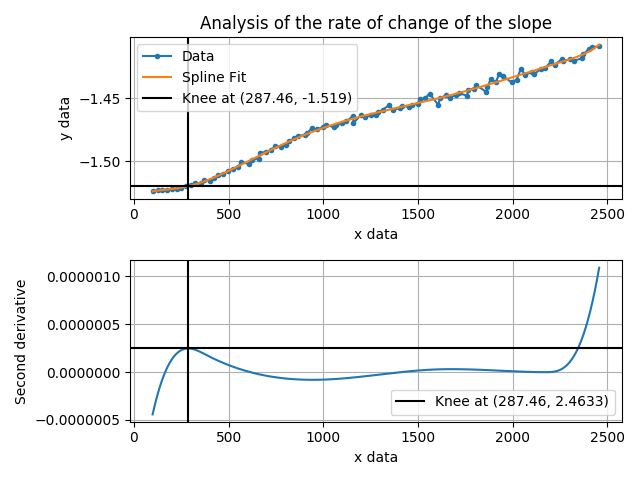 Analysis of the rate of change of the slope
Data
Spline Fit
Knee at (287.46, -1.519)
y data
−1.45
−1.50
0 500 1000 1500 2000 2500
x data
Second derivative
0.0000010
0.0000005
0.0000000
−0.0000005
Knee at (287.46, 2.4633)
0 500 1000 1500 2000 2500
x data